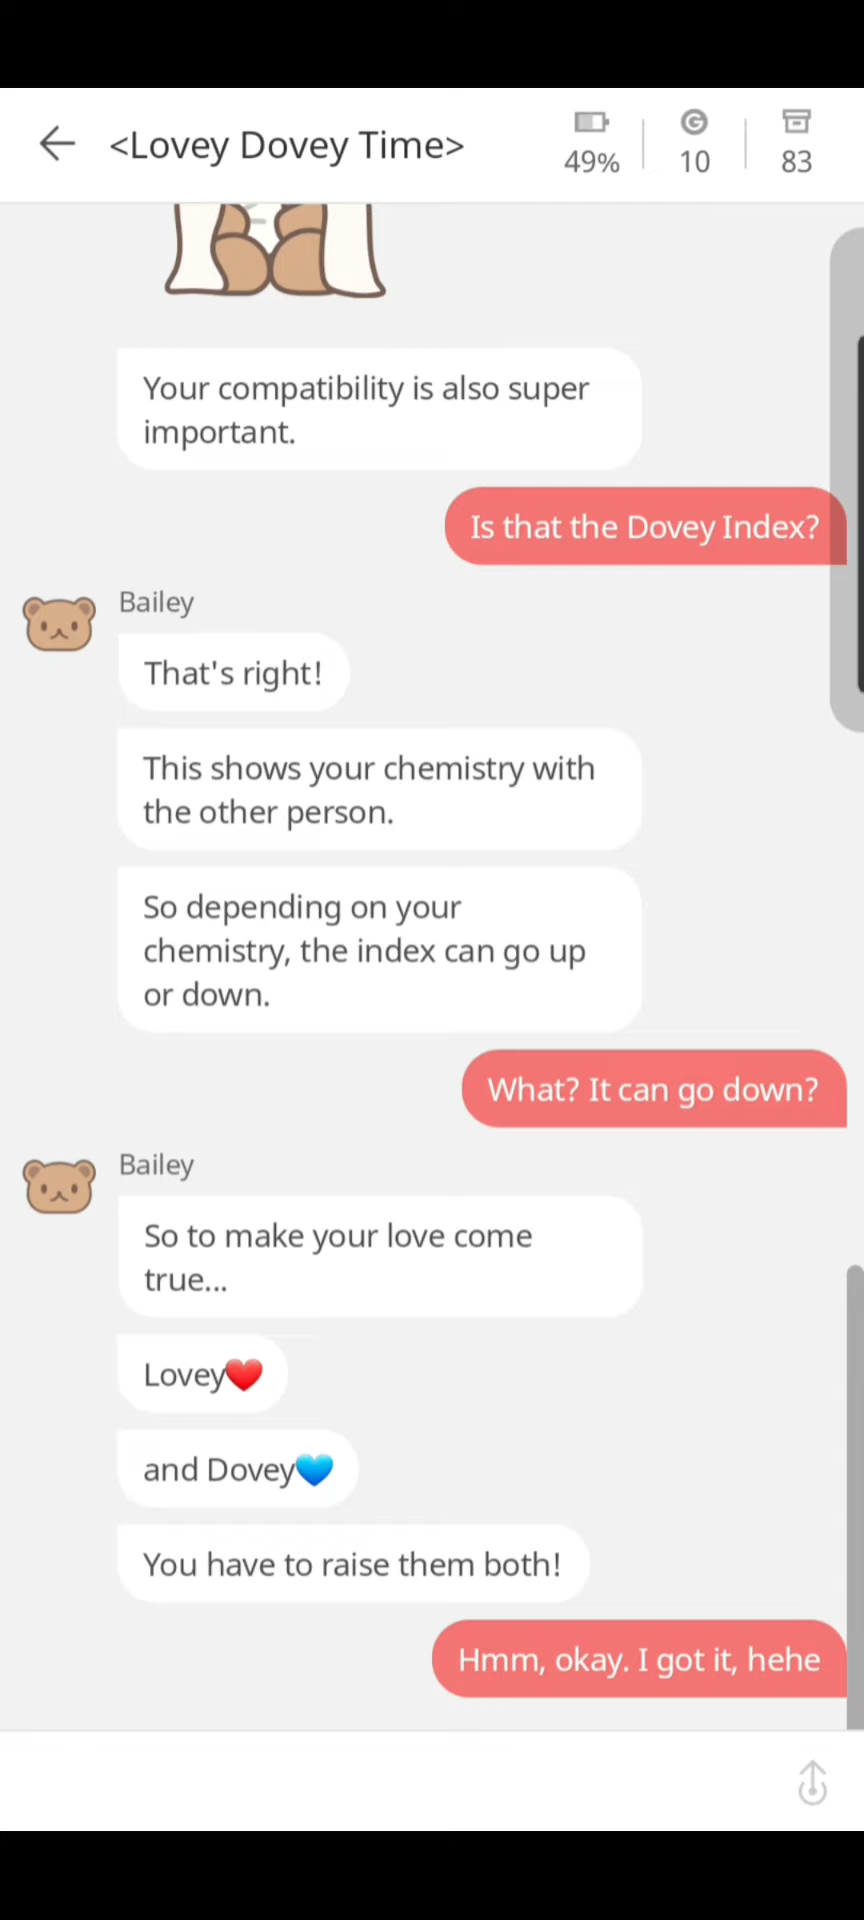 <Lovey Dovey Time>
49%
10
83
Your compatibility is also super
important.
Is that the Dovey Index?
Bailey
That's right!
This shows your chemistry with
the other person.
So depending on your
chemistry, the index can go up
or down.
What? It can go down?
Bailey
So to make your love come
true...
Lovey❤️
and Dovey💙
You have to raise them both!
Hmm, okay. I got it, hehe